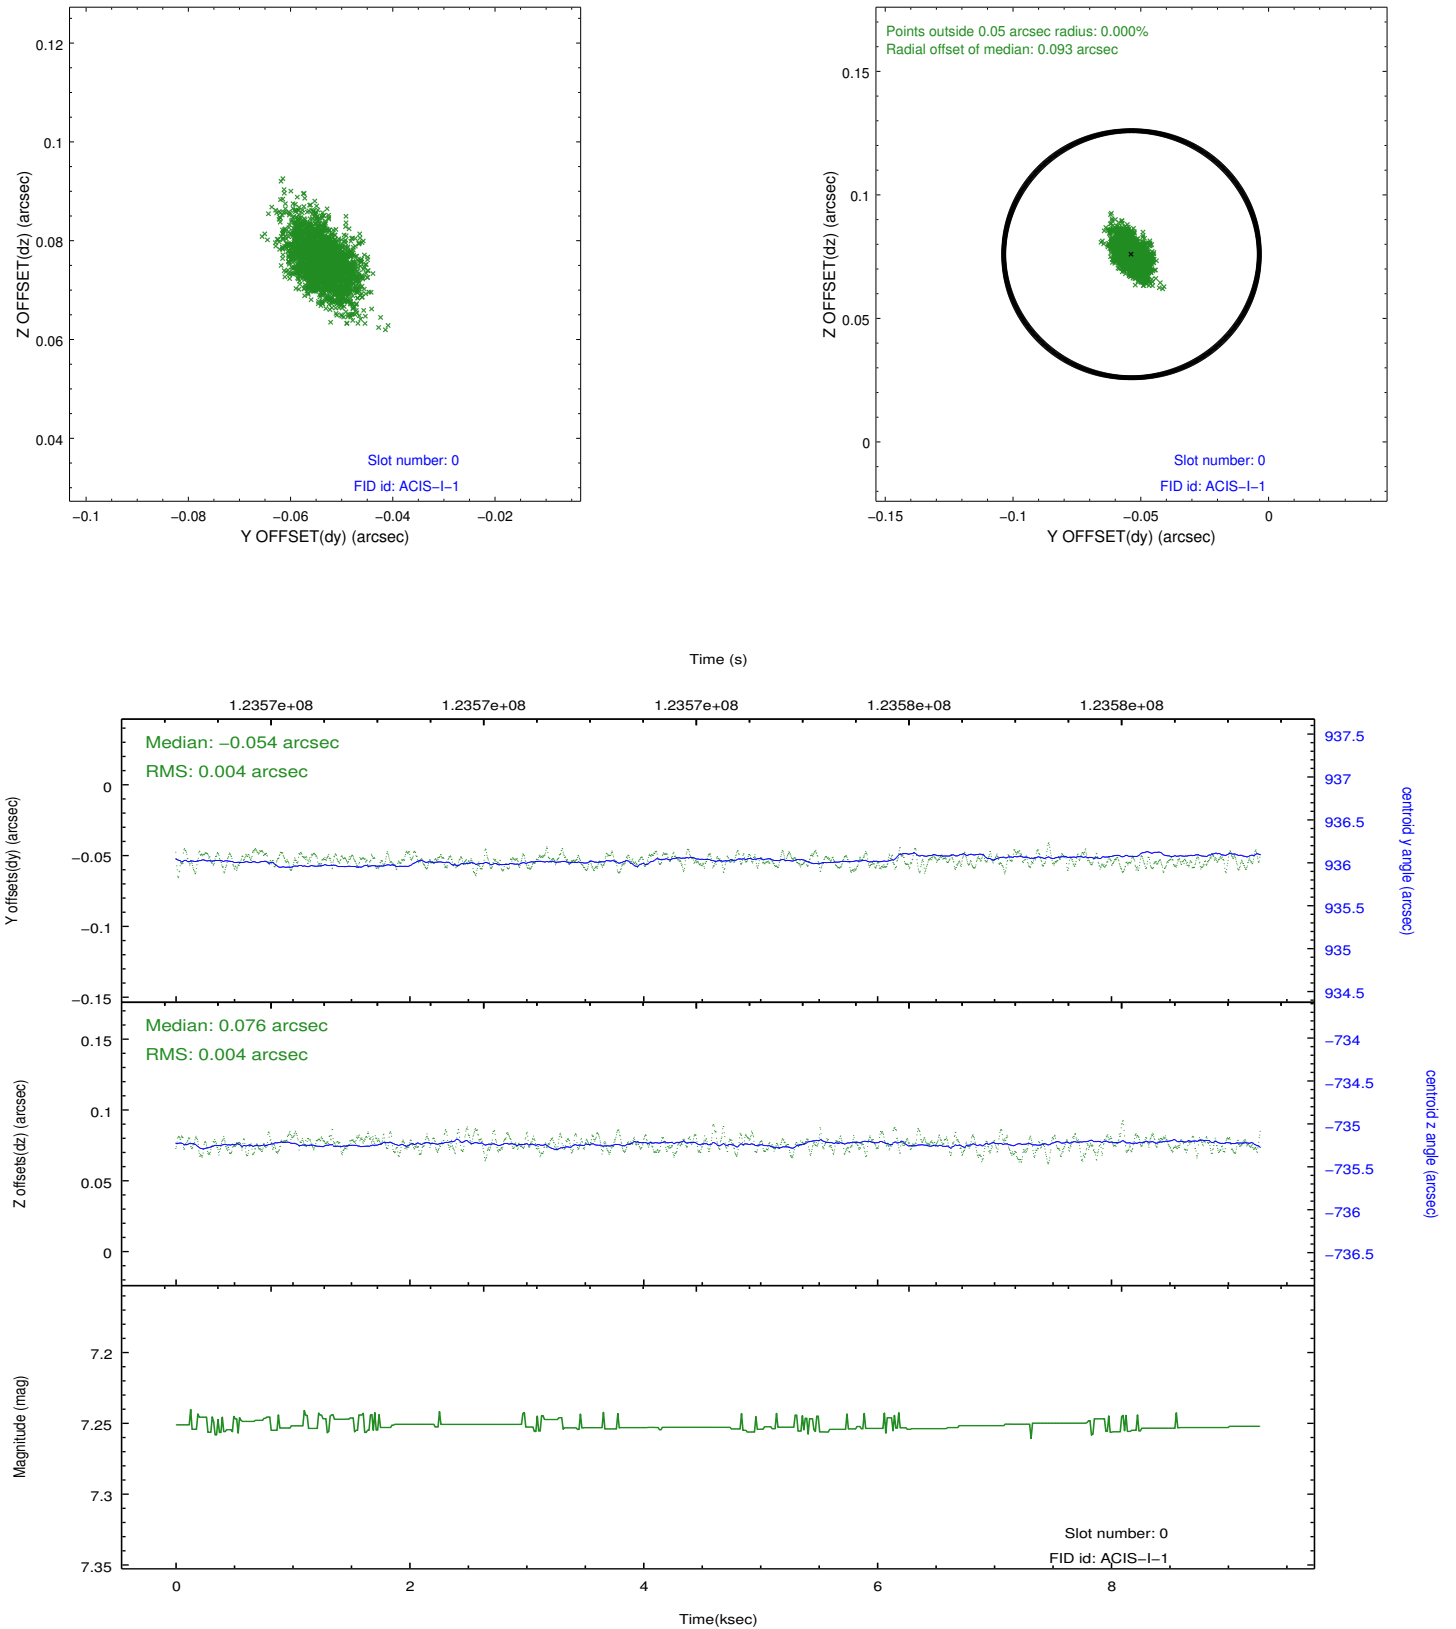 0.12
0.1
0.08
0.06
0.04
Z OFFSET(dz) (arcsec)
Slot number: 0
FID id: ACIS−I−1
−0.1
−0.08
−0.06
−0.04
−0.02
Y OFFSET(dy) (arcsec)
Points outside 0.05 arcsec radius: 0.000%
Radial offset of median: 0.093 arcsec
0.15
0.1
0.05
0
Z OFFSET(dz) (arcsec)
Slot number: 0
FID id: ACIS−I−1
−0.15
−0.1
−0.05
0
Y OFFSET(dy) (arcsec)
Time (s)
1.2357e+08
1.2357e+08
1.2357e+08
1.2358e+08
1.2358e+08
Median: −0.054 arcsec
RMS: 0.004 arcsec
0
−0.05
−0.1
−0.15
Y offsets(dy) (arcsec)
937.5
937
936.5
936
935.5
935
934.5
centroid y angle (arcsec)
Median: 0.076 arcsec
RMS: 0.004 arcsec
0.15
0.1
0.05
0
Z offsets(dz) (arcsec)
−734
−734.5
−735
−735.5
−736
−736.5
centroid z angle (arcsec)
7.2
7.25
7.3
7.35
Magnitude (mag)
Slot number: 0
FID id: ACIS−I−1
0
2
4
6
8
Time(ksec)